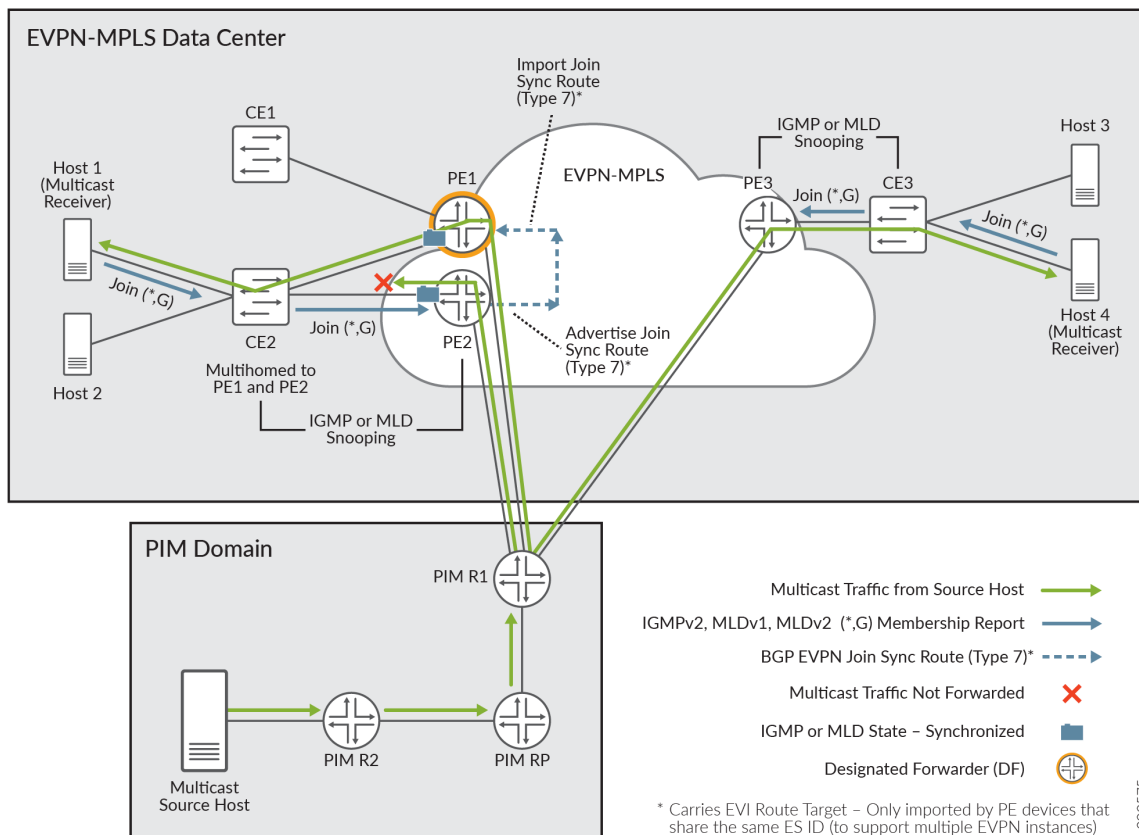 EVPN-MPLS Data Center
Import Join
Sync Route
(Type 7)*
CE1
IGMP or MLD
Snooping
Host 3
Host 1
(Multicast
Receiver)
PE1
EVPN-MPLS
PE3
CE3
Join (*,G)
Join (*,G)
Join (*,G)
Join (*,G)
CE2
PE2
Advertise Join
Sync Route
(Type 7)*
Host 4
(Multicast
Receiver)
Host 2
Multihomed to
PE1 and PE2
IGMP or MLD
Snooping
PIM Domain
PIM R1
Multicast Traffic from Source Host
IGMPv2, MLDv1, MLDv2 (*,G) Membership Report
BGP EVPN Join Sync Route (Type 7)*
Multicast Traffic Not Forwarded
IGMP or MLD State – Synchronized
Designated Forwarder (DF)
PIM R2
PIM RP
Multicast
Source Host
* Carries EVI Route Target – Only imported by PE devices that
share the same ES ID (to support multiple EVPN instances)